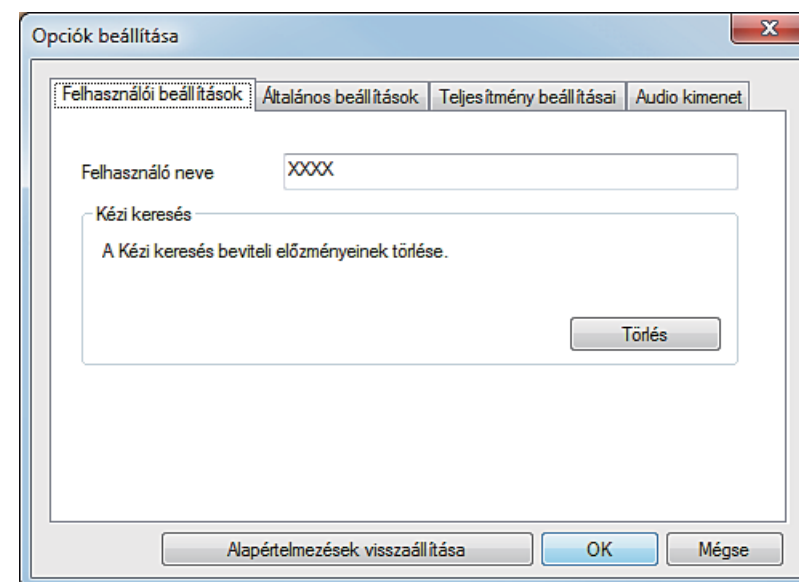 Opciók beállítása
Felhasználói beállítások Általános beállítások Teljesítmény beállításai Audio kimenet
Felhasználó neve XXXX
Kézi keresés
A Kézi keresés beviteli előzményeinek törlése.
Törlés
Alapértelmezések visszaállítása OK Mégse